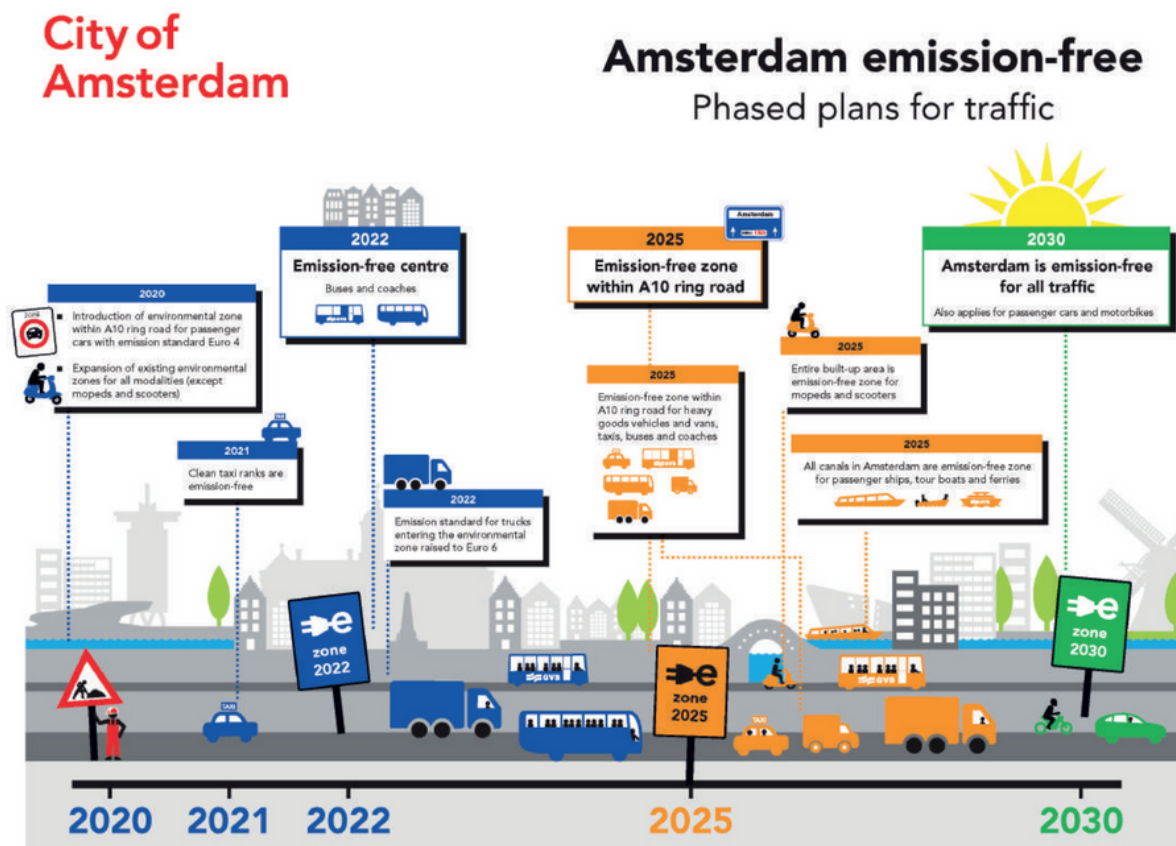 City of
Amsterdam
Amsterdam emission-free
Phased plans for traffic
2020
Introduction of environmental zone
within A10 ring road for passenger
cars with emission standard Euro 4
Expansion of existing environmental
zones for all modalities (except
mopeds and scooters)
zone
TAXI
2021
Clean taxi ranks are
emission-free
2022
Emission-free centre
Buses and coaches
2022
Emission standard for trucks
entering the environmental
zone raised to Euro 6
Amsterdam
2025
Emission-free zone
within A10 ring road
2025
Emission-free zone within
A10 ring road for heavy
goods vehicles and vans,
taxis, buses and coaches
2025
Entire built-up area is
emission-free zone for
mopeds and scooters
2025
All canals in Amsterdam are emission-free zone
for passenger ships, tour boats and ferries
2030
Amsterdam is emission-free
for all traffic
Also applies for passenger cars and motorbikes
e
zone
2022
e
zone
2025
e
zone
2030
TAXI
GVB
TAXI
GVB
2020
2021
2022
2025
2030